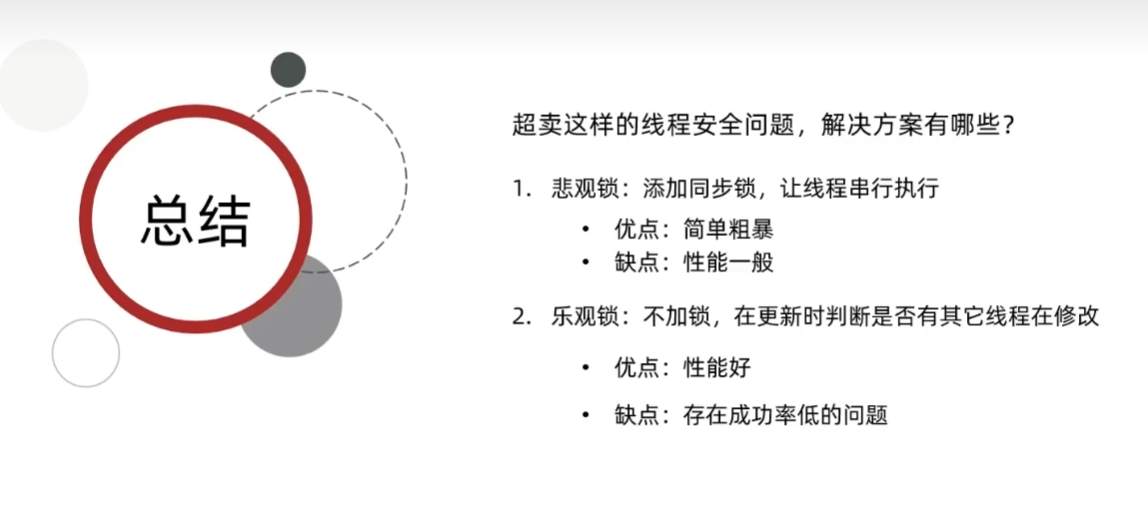 总结
超卖这样的线程安全问题，解决方案有哪些？
1. 悲观锁：添加同步锁，让线程串行执行
• 优点：简单粗暴
• 缺点：性能一般
2. 乐观锁：不加锁，在更新时判断是否有其它线程在修改
• 优点：性能好
• 缺点：存在成功率低的问题